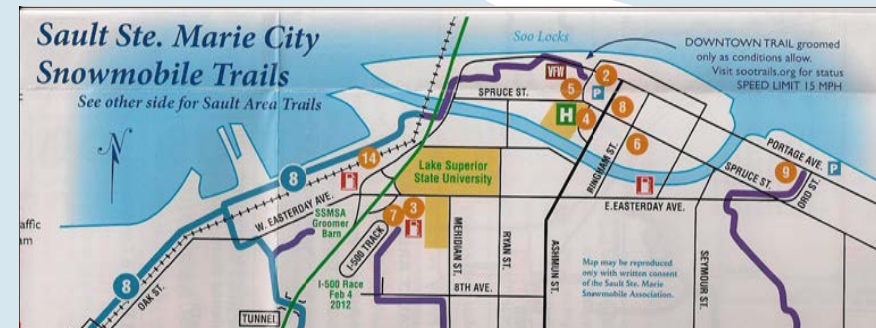 Sault Ste. Marie City
Snowmobile Trails
See other side for Sault Area Trails
Soo Locks
DOWNTOWN TRAIL groomed
only as conditions allow.
Visit sootrails.org for status
SPEED LIMIT 15 MPH
VFW
2
P
5
SPRUCE ST.
H
4
8
6
BINGHAM ST.
PORTAGE AVE.
P
SPRUCE ST.
9
ORD ST.
N
14
8
Lake Superior
State University
W. EASTERDAY AVE.
E.EASTERDAY AVE.
SSMSA
Groomer
Barn
7
3
I-500 TRACK
MERIDIAN ST.
RYAN ST.
ASHMUN ST.
SEYMOUR ST.
Map may be reproduced
only with written consent
of the Sault Ste. Marie
Snowmobile Association.
I-500 Race
Feb 4
2012
8TH AVE.
8
OAK ST.
TUNNEL
affic
am